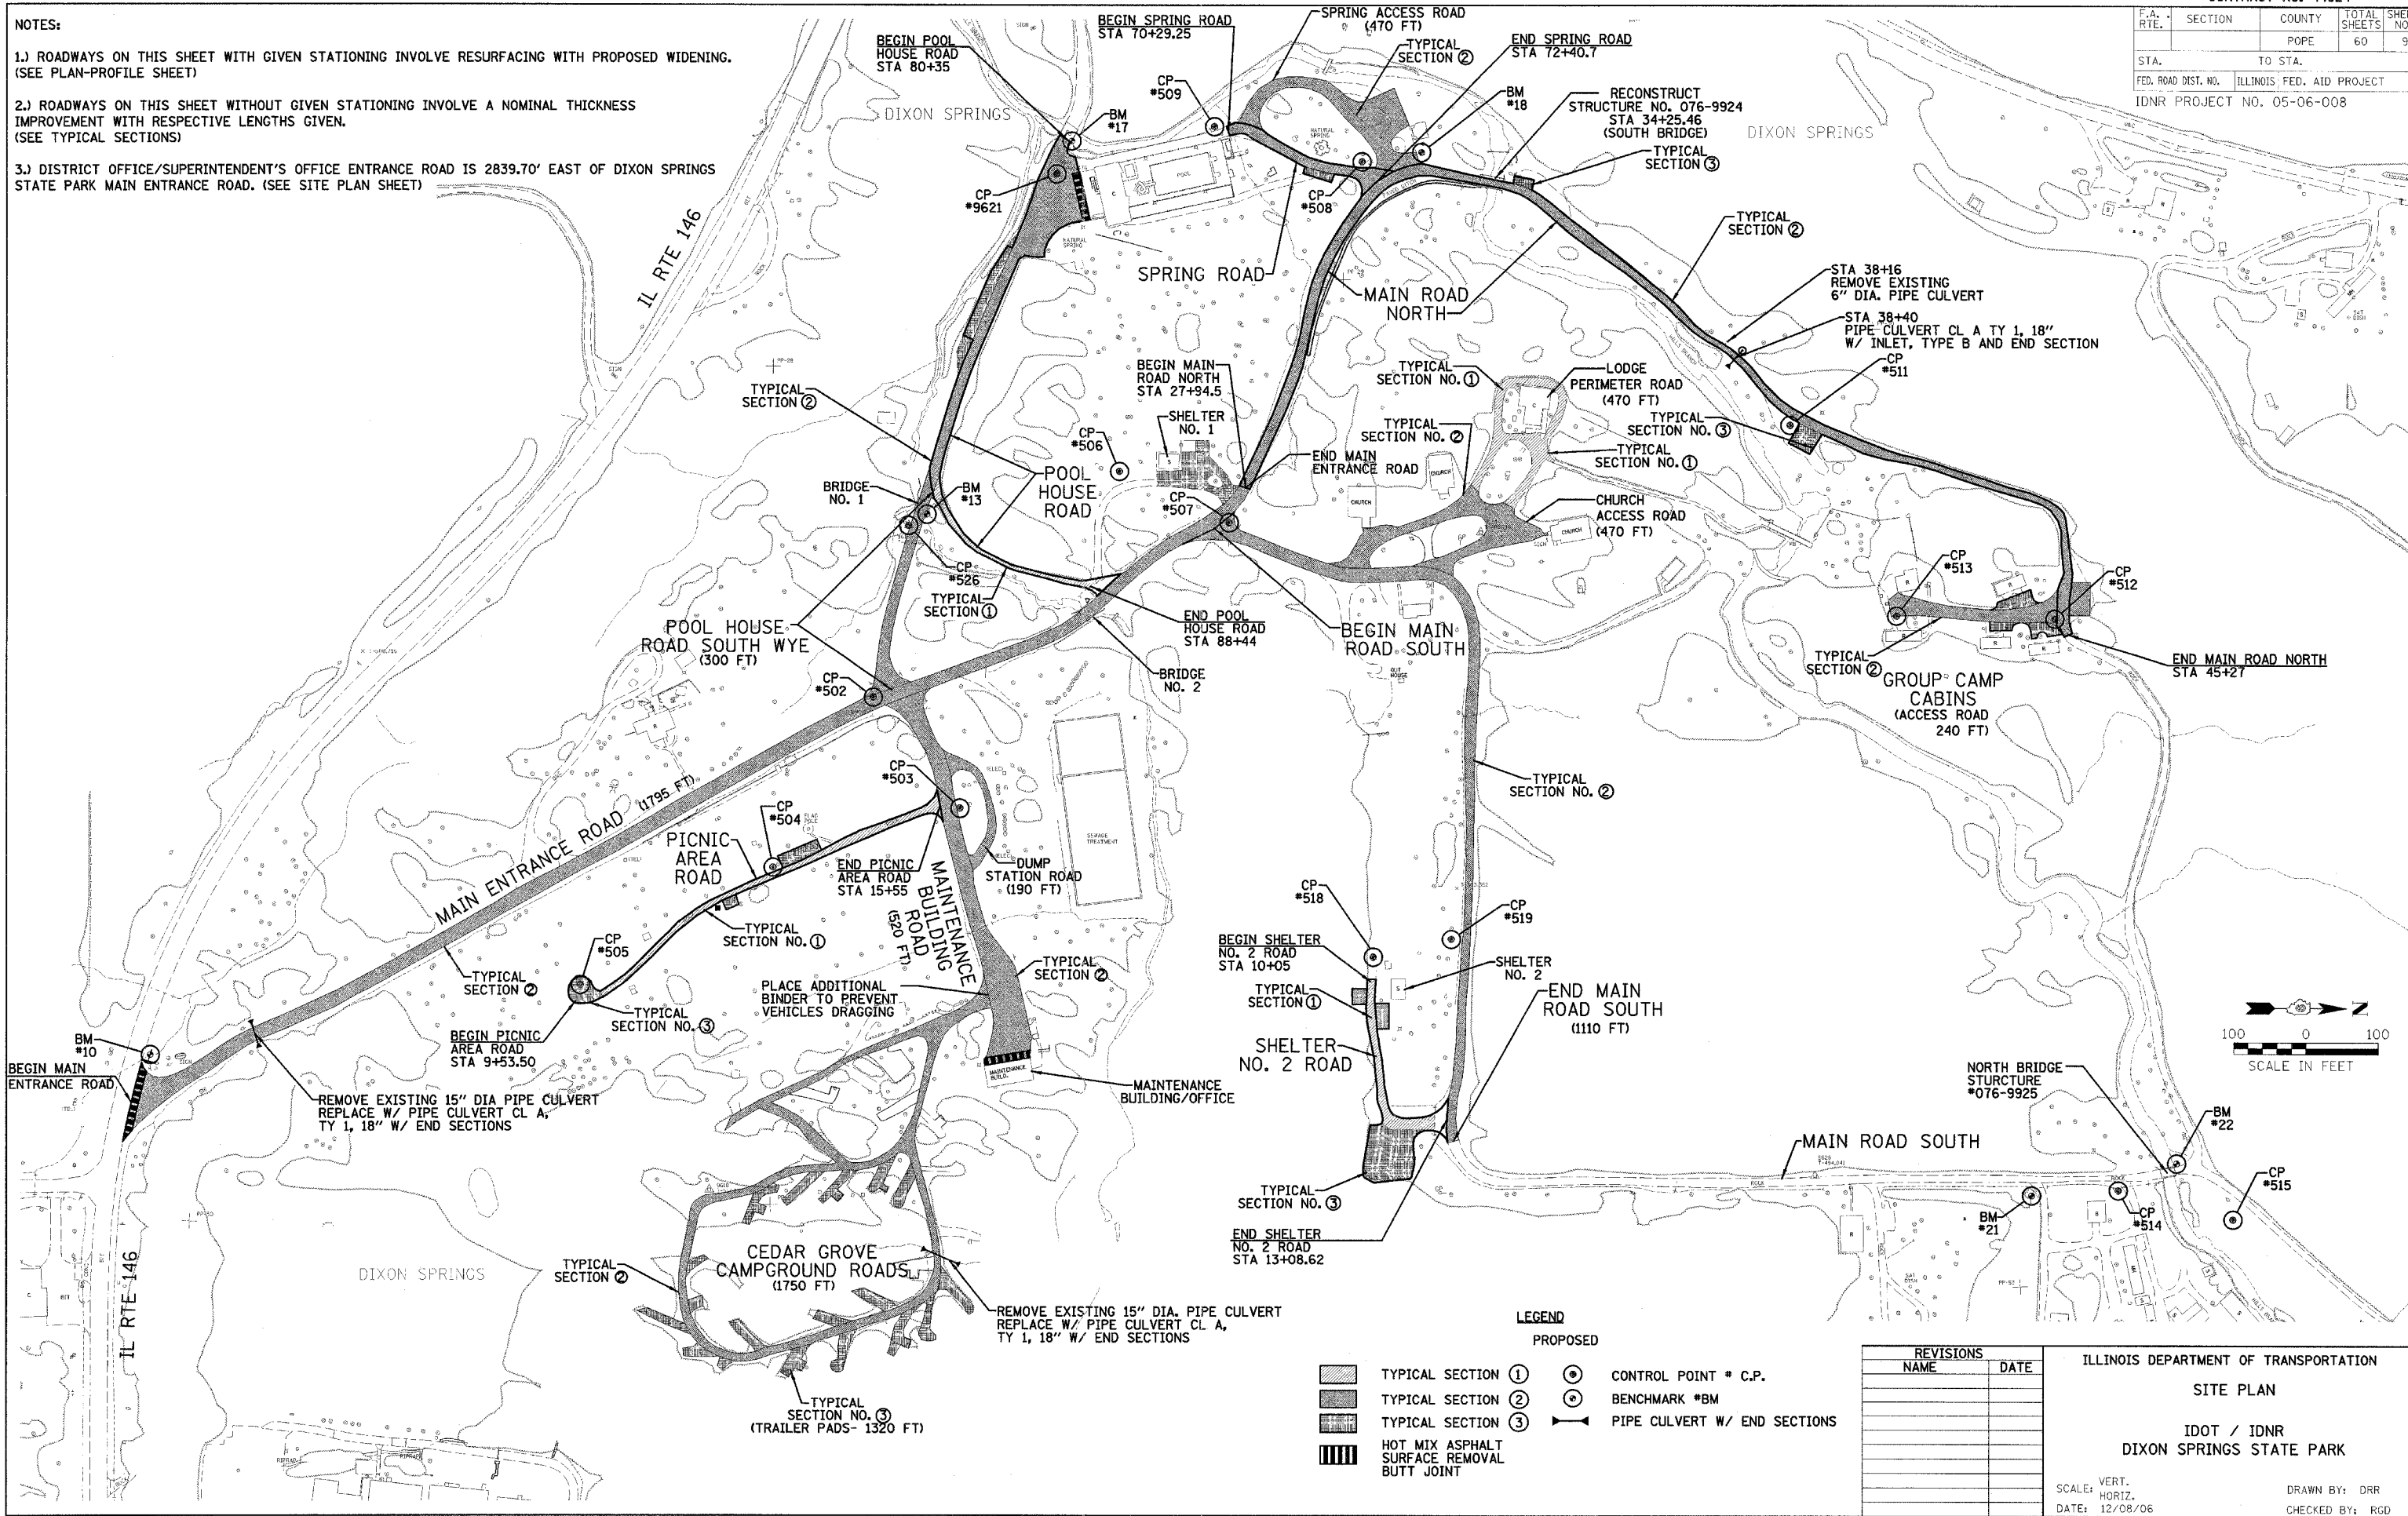 NOTES:
1.) ROADWAYS ON THIS SHEET WITH GIVEN STATIONING INVOLVE RESURFACING WITH PROPOSED WIDENING.
(SEE PLAN-PROFILE SHEET)
2.) ROADWAYS ON THIS SHEET WITHOUT GIVEN STATIONING INVOLVE A NOMINAL THICKNESS
IMPROVEMENT WITH RESPECTIVE LENGTHS GIVEN.
(SEE TYPICAL SECTIONS)
3.) DISTRICT OFFICE/SUPERINTENDENT'S OFFICE ENTRANCE ROAD IS 2839.70' EAST OF DIXON SPRINGS
STATE PARK MAIN ENTRANCE ROAD. (SEE SITE PLAN SHEET)
F.A. RTE. SECTION COUNTY TOTAL SHEETS
POPE 60 9
STA. TO STA.
FED. ROAD DIST. NO. ILLINOIS FED. AID PROJECT
IDNR PROJECT NO. 05-06-008
BEGIN POOL
HOUSE ROAD
STA 80+35
BEGIN SPRING ROAD
STA 70+29.25
SPRING ACCESS ROAD
(470 FT)
TYPICAL
SECTION ②
END SPRING ROAD
STA 72+40.7
CP
#509
BM
#17
BM
#18
RECONSTRUCT
STRUCTURE NO. 076-9924
STA 34+25.46
(SOUTH BRIDGE)
TYPICAL
SECTION ③
DIXON SPRINGS
DIXON SPRINGS
CP
#9621
CP
#508
POOL
NATURAL
SPRING
NATURAL
SPRING
IL RTE 146
SPRING ROAD
MAIN ROAD
NORTH
TYPICAL
SECTION ②
STA 38+16
REMOVE EXISTING
6" DIA. PIPE CULVERT
STA 38+40
PIPE CULVERT CL A TY 1, 18"
W/ INLET, TYPE B AND END SECTION
CP
#511
TYPICAL
SECTION ②
BEGIN MAIN
ROAD NORTH
STA 27+94.5
SHELTER
NO. 1
CP
#506
TYPICAL
SECTION NO. ①
LODGE
PERIMETER ROAD
(470 FT)
TYPICAL
SECTION NO. ③
TYPICAL
SECTION NO. ②
TYPICAL
SECTION NO. ①
END MAIN
ENTRANCE ROAD
CHURCH
CHURCH
CHURCH
CHURCH
ACCESS ROAD
(470 FT)
BRIDGE
NO. 1
BM
#13
POOL
HOUSE
ROAD
CP
#507
CP
#526
TYPICAL
SECTION ①
POOL HOUSE
ROAD SOUTH WYE
(300 FT)
END POOL
HOUSE ROAD
STA 88+44
BEGIN MAIN
ROAD SOUTH
CP
#513
CP
#512
TYPICAL
SECTION ②
END MAIN ROAD NORTH
STA 45+27
GROUP CAMP
CABINS
(ACCESS ROAD
240 FT)
BRIDGE
NO. 2
CP
#502
OUT
HOUSE
CP
#503
TYPICAL
SECTION NO. ②
MAIN ENTRANCE ROAD (1795 FT)
CP
#504
FLAG
POLE
SEWAGE
TREATMENT
PICNIC
AREA
ROAD
END PICNIC
AREA ROAD
STA 15+55
DUMP
STATION ROAD
(190 FT)
MAINTENANCE
BUILDING
ROAD
(520 FT)
CP
#518
CP
#519
TYPICAL
SECTION NO. ①
CP
#505
BEGIN SHELTER
NO. 2 ROAD
STA 10+05
SHELTER
NO. 2
TYPICAL
SECTION ②
TYPICAL
SECTION ②
PLACE ADDITIONAL
BINDER TO PREVENT
VEHICLES DRAGGING
TYPICAL
SECTION ①
END MAIN
ROAD SOUTH
(1110 FT)
TYPICAL
SECTION NO. ③
BEGIN PICNIC
AREA ROAD
STA 9+53.50
BM
#10
BEGIN MAIN
ENTRANCE ROAD
SHELTER
NO. 2 ROAD
100 0 100
SCALE IN FEET
MAINTENANCE
BUILD.
MAINTENANCE
BUILDING/OFFICE
NORTH BRIDGE
STURCTURE
#076-9925
BM
#22
REMOVE EXISTING 15" DIA PIPE CULVERT
REPLACE W/ PIPE CULVERT CL A,
TY 1, 18" W/ END SECTIONS
MAIN ROAD SOUTH
CP
#515
TYPICAL
SECTION NO. ③
BM
#21
CP
#514
END SHELTER
NO. 2 ROAD
STA 13+08.62
CEDAR GROVE
CAMPGROUND ROADS
(1750 FT)
TYPICAL
SECTION ②
DIXON SPRINGS
IL RTE 146
REMOVE EXISTING 15" DIA. PIPE CULVERT
REPLACE W/ PIPE CULVERT CL A,
TY 1, 18" W/ END SECTIONS
TYPICAL
SECTION NO. ③
(TRAILER PADS- 1320 FT)
LEGEND
PROPOSED
TYPICAL SECTION ① CONTROL POINT # C.P.
TYPICAL SECTION ② BENCHMARK #BM
TYPICAL SECTION ③ PIPE CULVERT W/ END SECTIONS
HOT MIX ASPHALT
SURFACE REMOVAL
BUTT JOINT
REVISIONS
NAME DATE
ILLINOIS DEPARTMENT OF TRANSPORTATION
SITE PLAN
IDOT / IDNR
DIXON SPRINGS STATE PARK
SCALE: VERT.
HORIZ.
DATE: 12/08/06
DRAWN BY: DRR
CHECKED BY: RGD